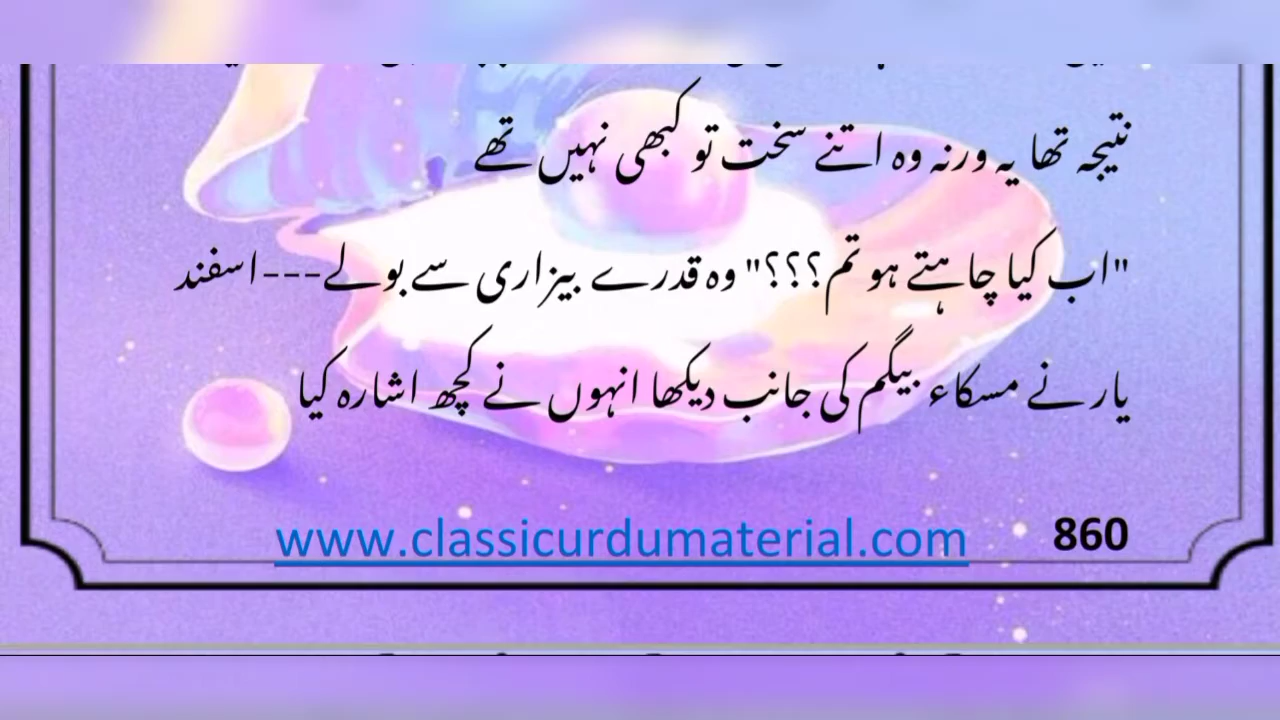 نتیجہ تھا یہ ورنہ وہ اتنے سخت تو کبھی نہیں تھے
"اب کیا چاہتے ہو تم؟؟؟" وہ قدرے بیزاری سے بولے---اسفند
یار نے مسکاء بیگم کی جانب دیکھا انہوں نے کچھ اشارہ کیا
860 www.classicurdumaterial.com